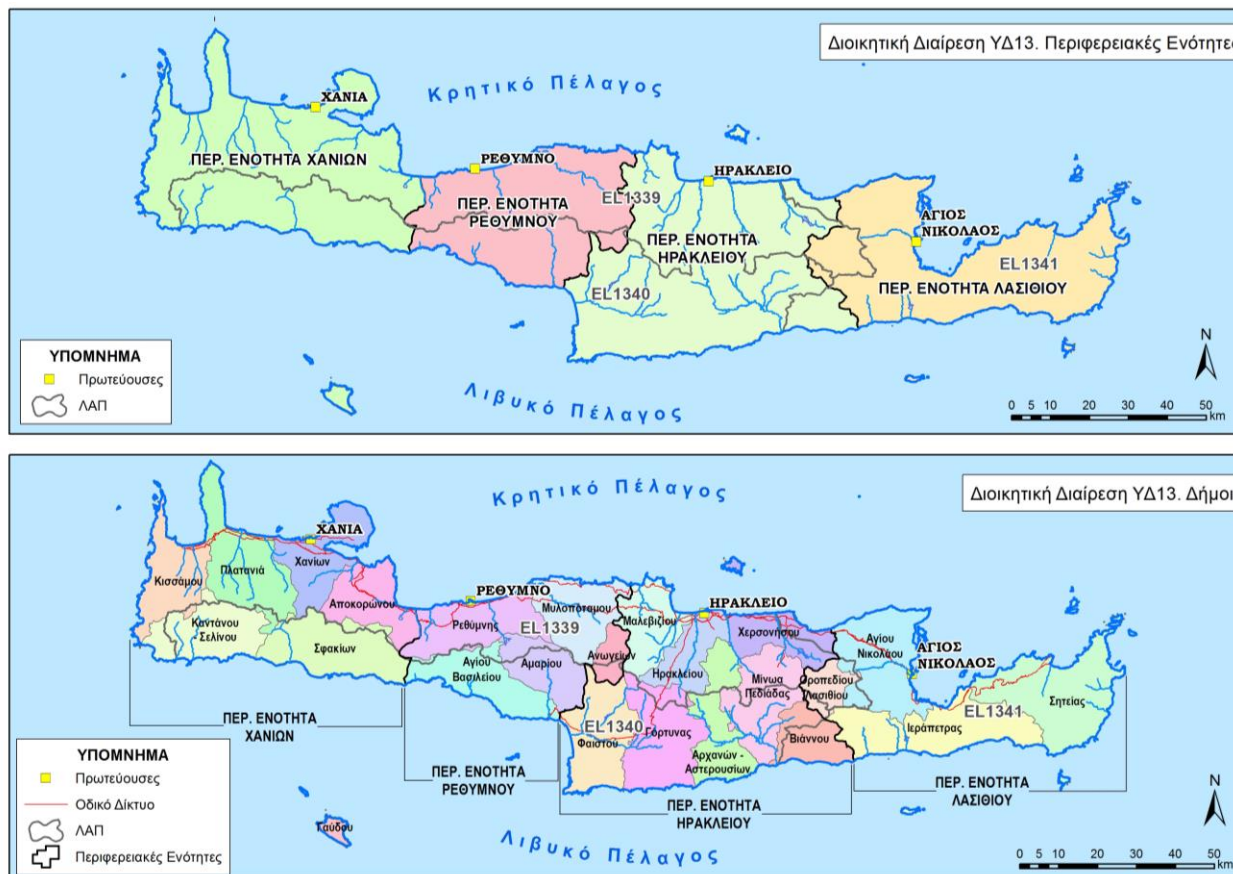 Διοικητική Διαίρεση ΥΔ13. Περιφερειακές Ενότητες
Κρητικό Πέλαγος
ΧΑΝΙΑ
ΠΕΡ. ΕΝΟΤΗΤΑ ΧΑΝΙΩΝ
ΡΕΘΥΜΝΟ
ΠΕΡ. ΕΝΟΤΗΤΑ
ΡΕΘΥΜΝΟΥ
EL1339
ΗΡΑΚΛΕΙΟ
ΠΕΡ. ΕΝΟΤΗΤΑ
ΗΡΑΚΛΕΙΟΥ
EL1340
ΑΓΙΟΣ
ΝΙΚΟΛΑΟΣ
EL1341
ΠΕΡ. ΕΝΟΤΗΤΑ ΛΑΣΙΘΙΟΥ
Λιβυκό Πέλαγος
ΥΠΟΜΝΗΜΑ
Πρωτεύουσες
ΛΑΠ
N
0 5 10 20 30 40 50
km
Διοικητική Διαίρεση ΥΔ13. Δήμοι
Κρητικό Πέλαγος
ΧΑΝΙΑ
Κισσάμου
Πλατανιά
Χανίων
Αποκορώνου
Καντάνου
Σελίνου
Σφακίων
ΡΕΘΥΜΝΟ
Ρεθύμνης
Μυλοπόταμου
EL1339
Ανωγείων
Αγίου
Βασιλείου
Αμαρίου
ΗΡΑΚΛΕΙΟ
Μαλεβιζίου
Χερσονήσου
Ηρακλείου
Μίνωα
Πεδιάδας
Οροπεδίου
Λασιθίου
Αγίου
Νικολάου
ΑΓΙΟΣ
ΝΙΚΟΛΑΟΣ
Σητείας
Ιεράπετρας
EL1341
EL1340
Φαιστού
Γόρτυνας
Αρχανών -
Αστερουσίων
Βιάννου
ΠΕΡ. ΕΝΟΤΗΤΑ
ΧΑΝΙΩΝ
ΠΕΡ. ΕΝΟΤΗΤΑ
ΡΕΘΥΜΝΟΥ
ΠΕΡ. ΕΝΟΤΗΤΑ
ΗΡΑΚΛΕΙΟΥ
ΠΕΡ. ΕΝΟΤΗΤΑ
ΛΑΣΙΘΙΟΥ
Γαύδου
Λιβυκό Πέλαγος
ΥΠΟΜΝΗΜΑ
Πρωτεύουσες
Οδικό Δίκτυο
ΛΑΠ
Περιφερειακές Ενότητες
N
0 5 10 20 30 40 50
km